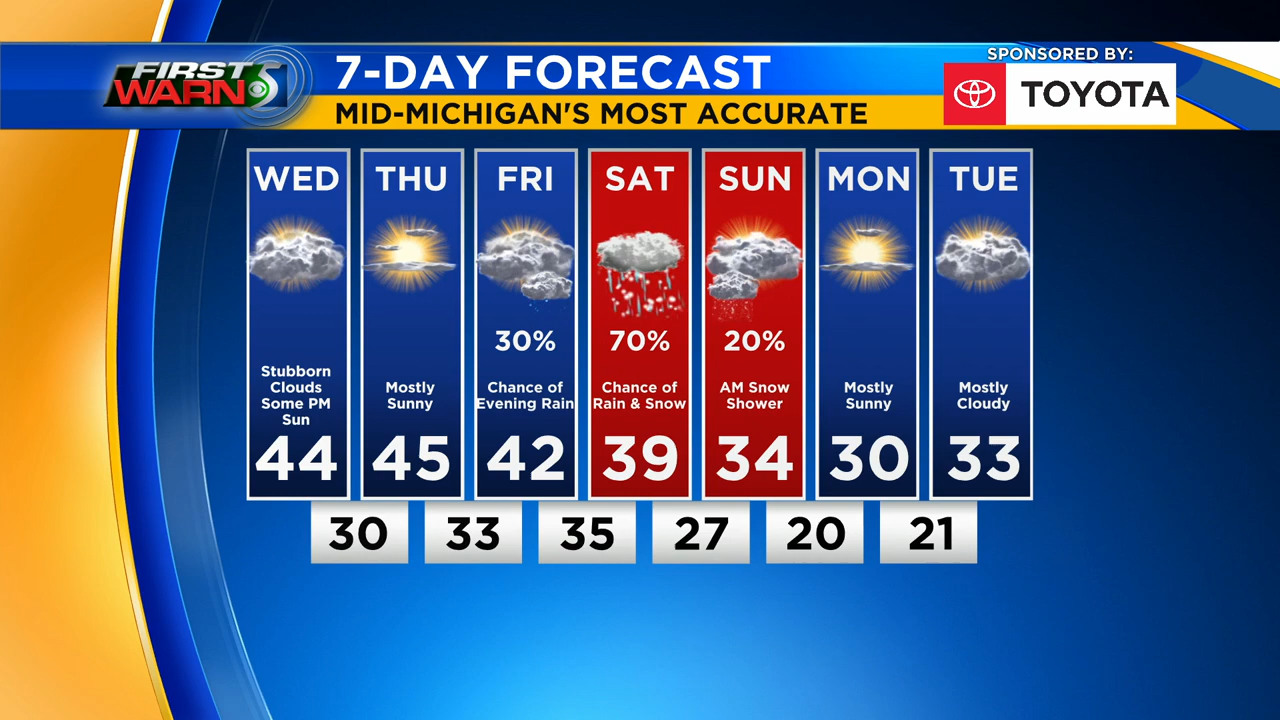 FIRST
WARN 5
7-DAY FORECAST
MID-MICHIGAN'S MOST ACCURATE
SPONSORED BY:
TOYOTA
WED
Stubborn
Clouds
Some PM
Sun
44
THU
Mostly
Sunny
45
FRI
30%
Chance of
Evening Rain
42
SAT
70%
Chance of
Rain & Snow
39
SUN
20%
AM Snow
Shower
34
MON
Mostly
Sunny
30
TUE
Mostly
Cloudy
33
30
33
35
27
20
21